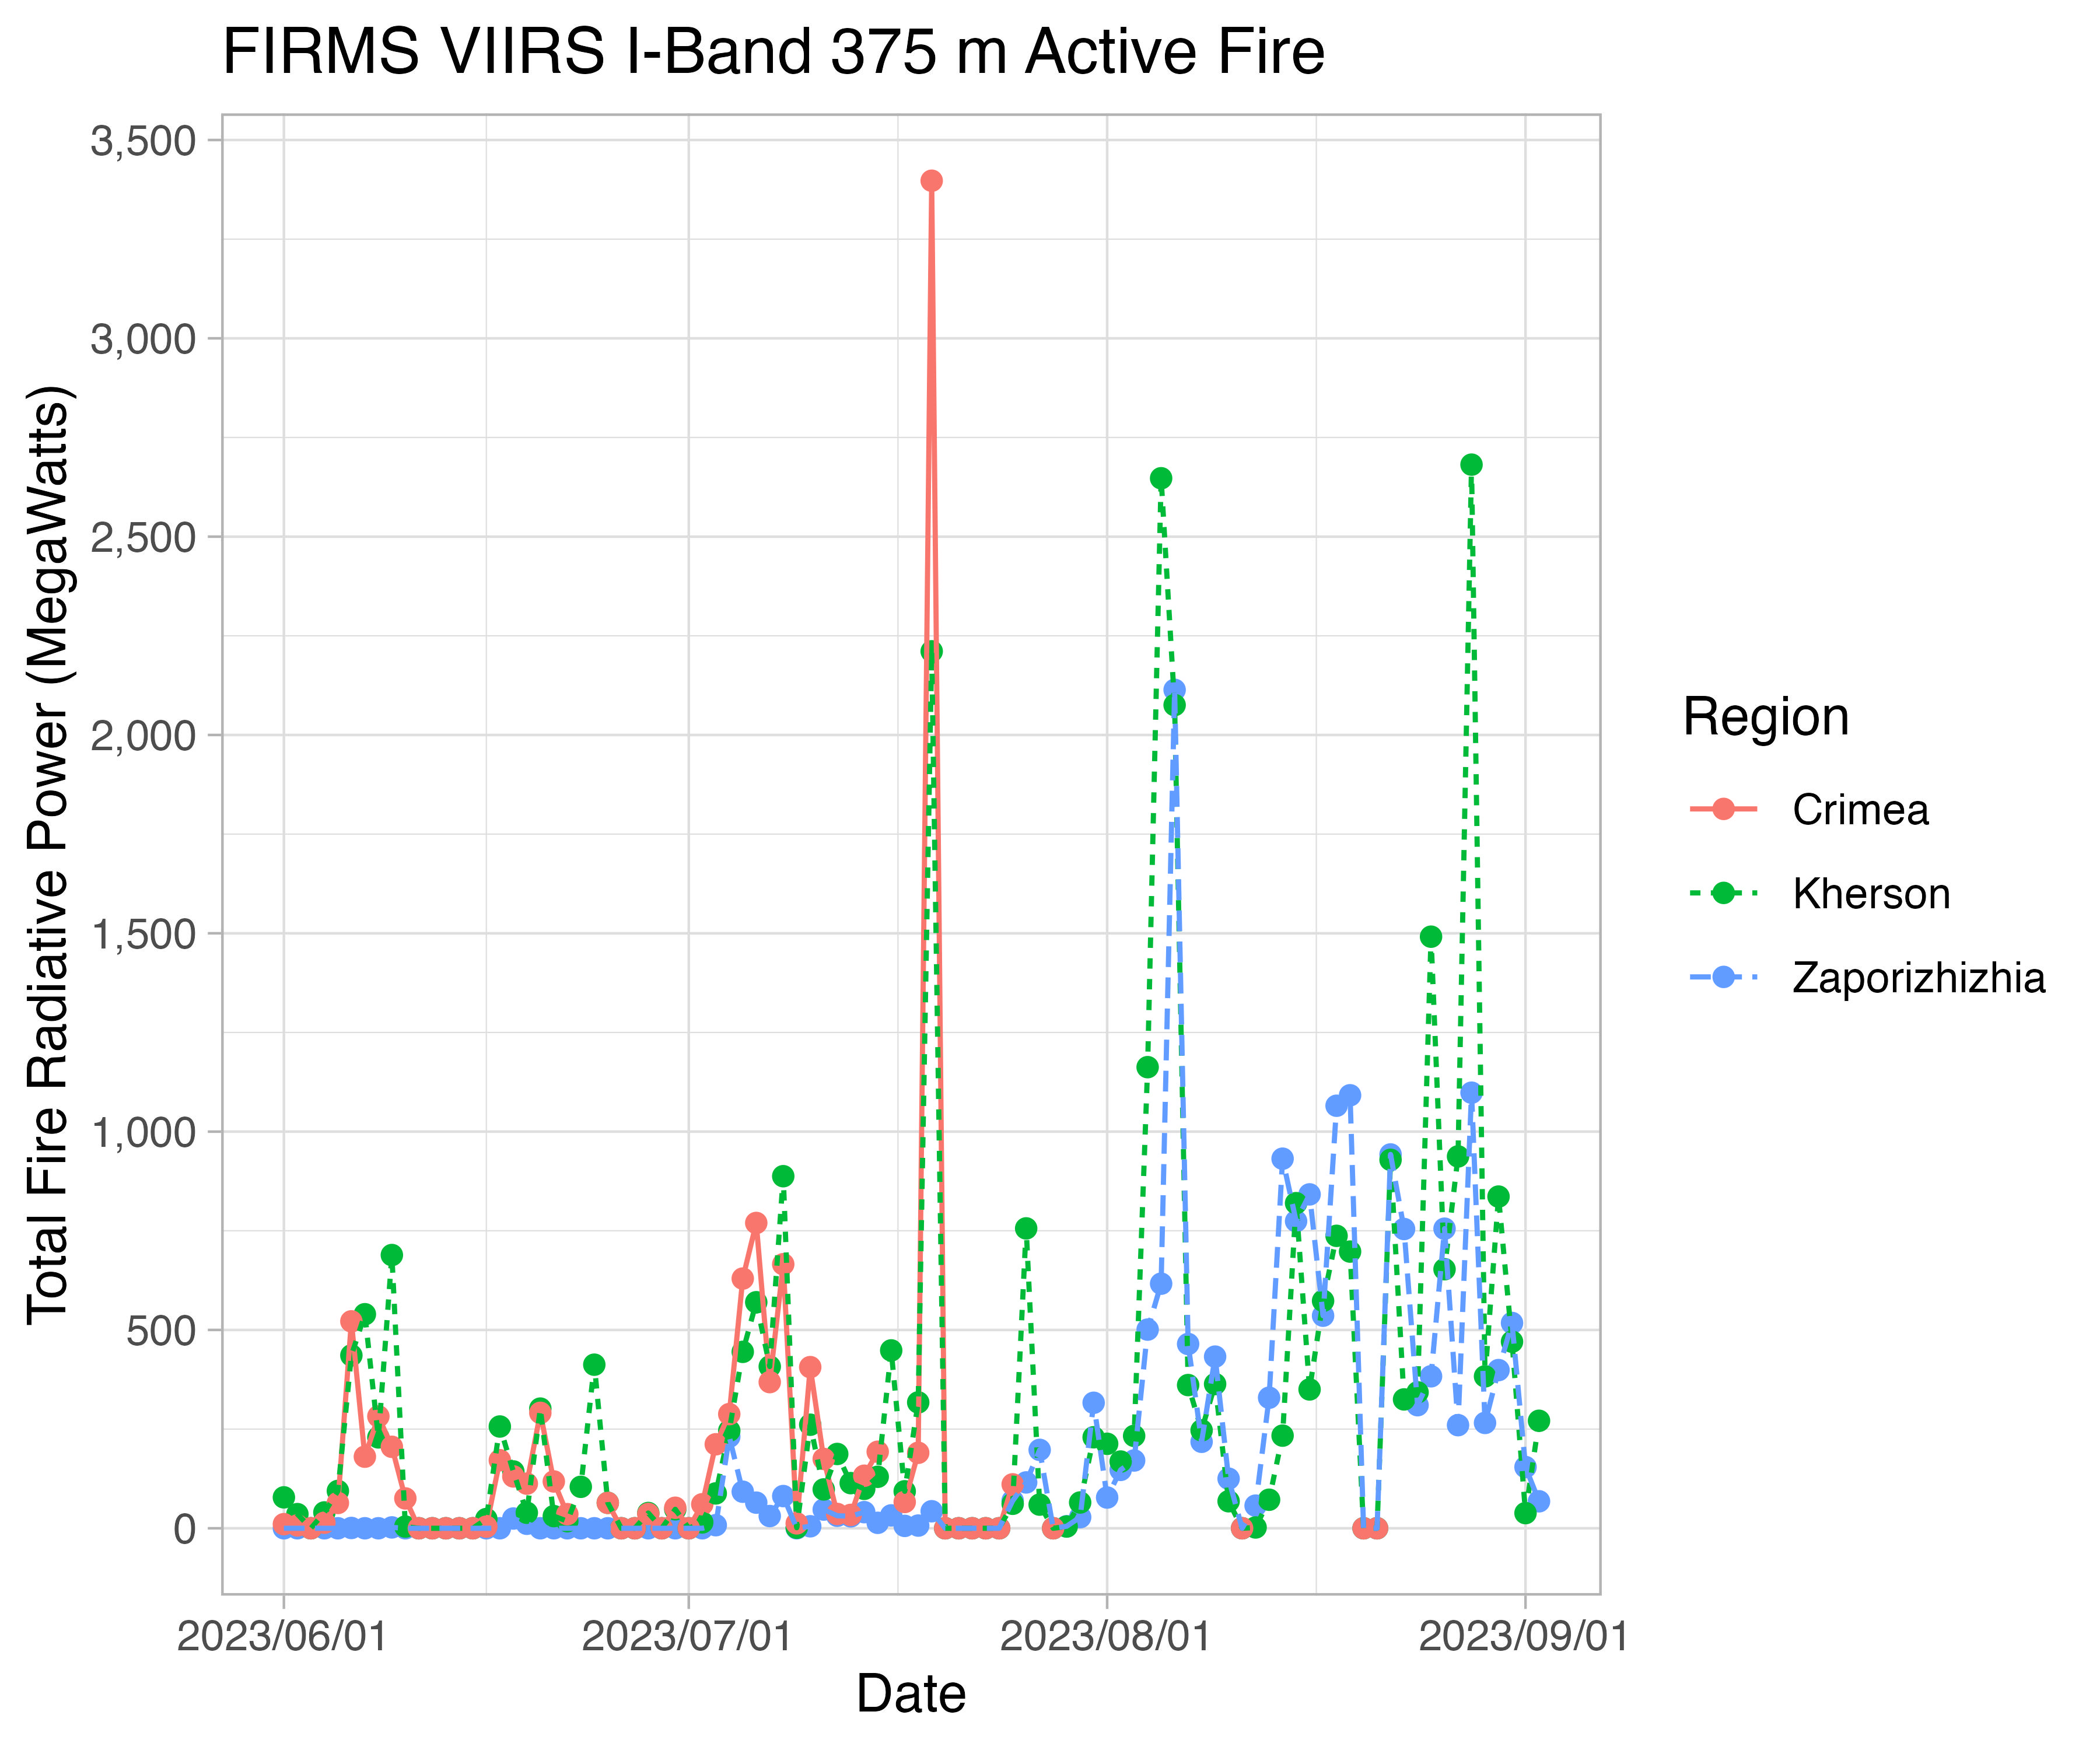 FIRMS VIIRS I-Band 375 m Active Fire
Total Fire Radiative Power (MegaWatts)
3,500
3,000
2,500
2,000
1,500
1,000
500
0
2023/06/01
2023/07/01
2023/08/01
2023/09/01
Date
Region
Crimea
Kherson
Zaporizhizhia